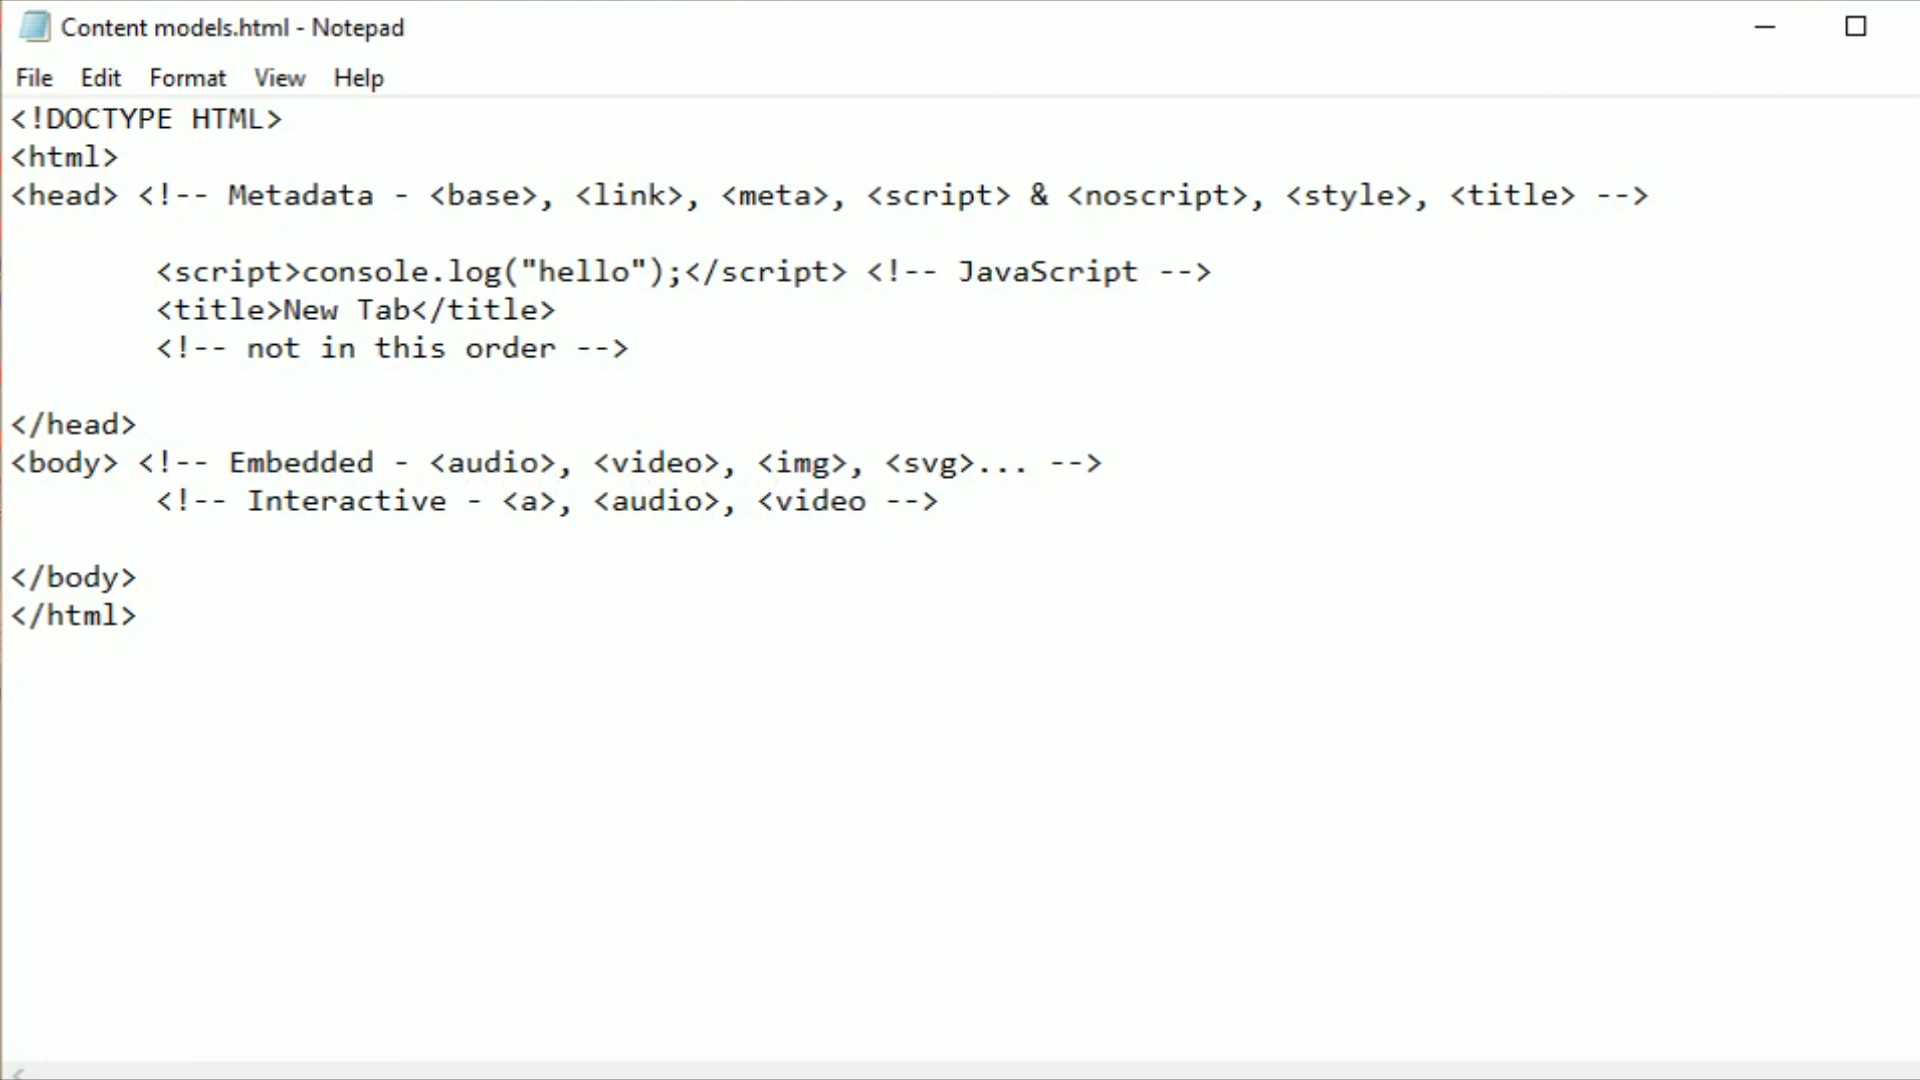 Content models.html - Notepad
File Edit Format View Help
<!DOCTYPE HTML>
<html>
<head> <!-- Metadata - <base>, <link>, <meta>, <script> & <noscript>, <style>, <title> -->
<script>console.log("hello");</script> <!-- JavaScript -->
<title>New Tab</title>
<!-- not in this order -->
</head>
<body> <!-- Embedded - <audio>, <video>, <img>, <svg>... -->
<!-- Interactive - <a>, <audio>, <video -->
</body>
</html>